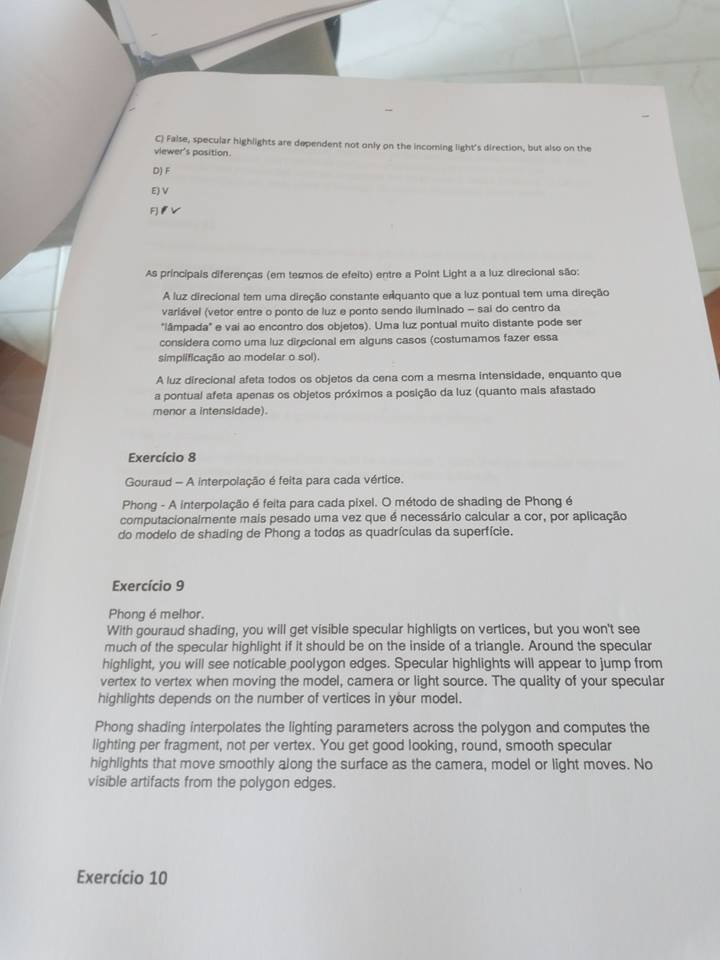 C) False, specular highlights are dependent not only on the incoming light's direction, but also on the
viewer's position.
D) F
E) V
F) F V
As principais diferenças (em termos de efeito) entre a Point Light a a luz direcional são:
A luz direcional tem uma direção constante enquanto que a luz pontual tem uma direção
variável (vetor entre o ponto de luz e ponto sendo iluminado – sai do centro da
"lâmpada" e vai ao encontro dos objetos). Uma luz pontual muito distante pode ser
considera como uma luz direcional em alguns casos (costumamos fazer essa
simplificação ao modelar o sol).
A luz direcional afeta todos os objetos da cena com a mesma intensidade, enquanto que
a pontual afeta apenas os objetos próximos a posição da luz (quanto mais afastado
menor a intensidade).
Exercício 8
Gouraud – A interpolação é feita para cada vértice.
Phong - A interpolação é feita para cada pixel. O método de shading de Phong é
computacionalmente mais pesado uma vez que é necessário calcular a cor, por aplicação
do modelo de shading de Phong a todos as quadrículas da superfície.
Exercício 9
Phong é melhor.
With gouraud shading, you will get visible specular highligts on vertices, but you won't see
much of the specular highlight if it should be on the inside of a triangle. Around the specular
highlight, you will see noticable poolygon edges. Specular highlights will appear to jump from
vertex to vertex when moving the model, camera or light source. The quality of your specular
highlights depends on the number of vertices in your model.
Phong shading interpolates the lighting parameters across the polygon and computes the
lighting per fragment, not per vertex. You get good looking, round, smooth specular
highlights that move smoothly along the surface as the camera, model or light moves. No
visible artifacts from the polygon edges.
Exercício 10